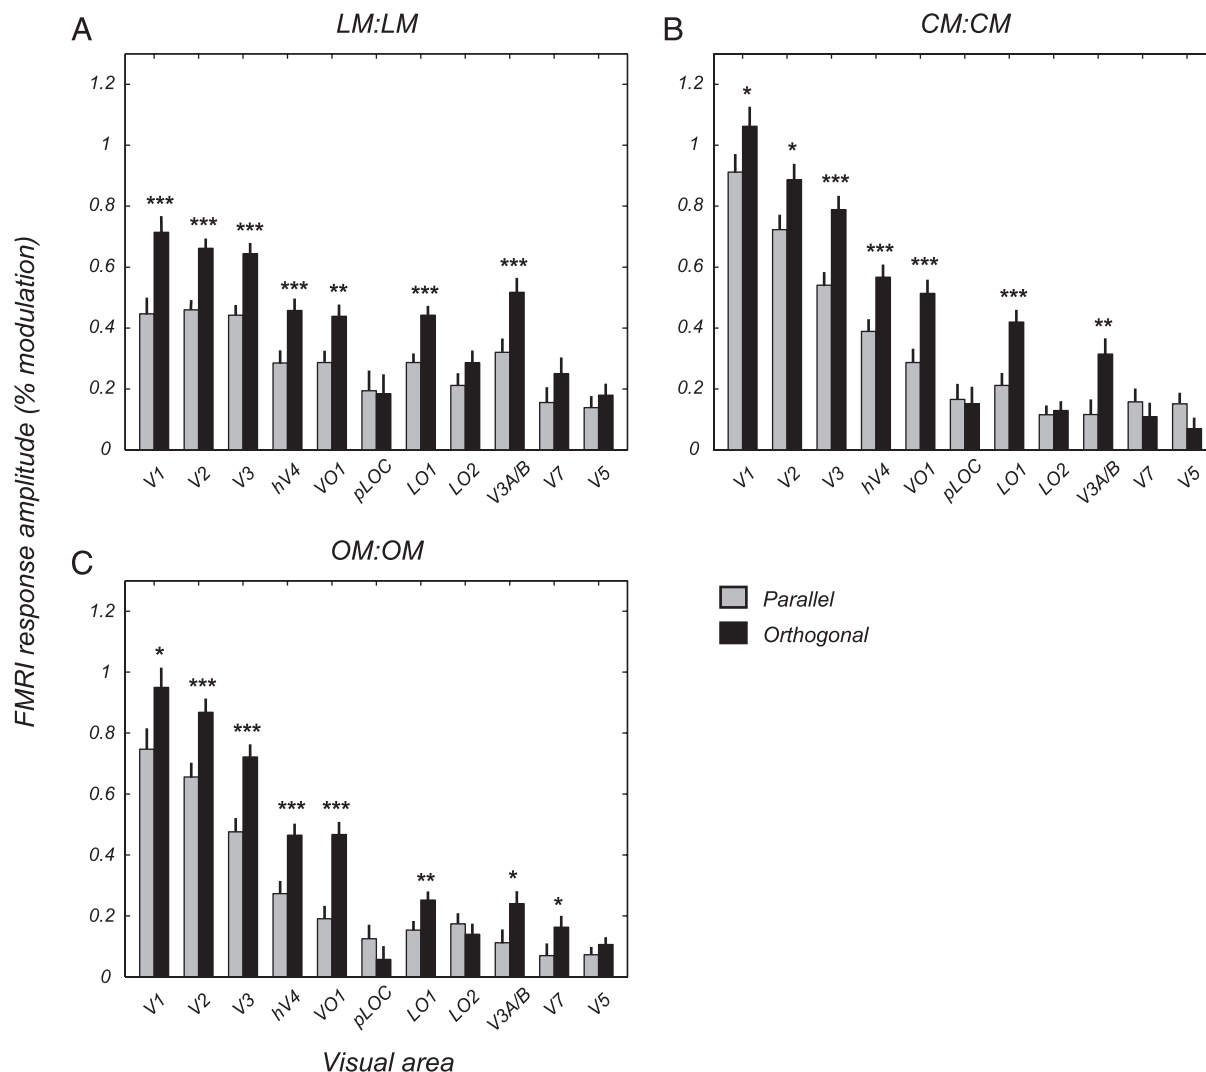 A
LM:LM
1.2
1
0.8
0.6
0.4
0.2
0
***
***
***
***
**
***
***
V1
V2
V3
hV4
VO1
pLOC
LO1
LO2
V3A/B
V7
V5
B
CM:CM
1.2
1
0.8
0.6
0.4
0.2
0
*
*
***
***
***
***
**
V1
V2
V3
hV4
VO1
pLOC
LO1
LO2
V3A/B
V7
V5
FMRI response amplitude (% modulation)
C
OM:OM
1.2
1
0.8
0.6
0.4
0.2
0
*
***
***
***
***
**
*
*
V1
V2
V3
hV4
VO1
pLOC
LO1
LO2
V3A/B
V7
V5
Visual area
Parallel
Orthogonal